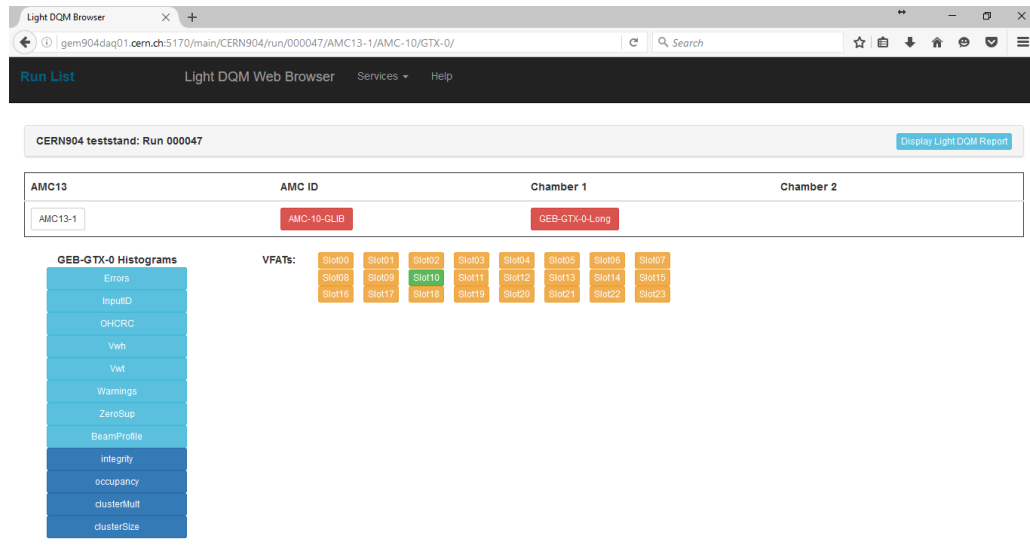 Light DQM Browser
gem904daq01.cern.ch:5170/main/CERN904/run/000047/AMC13-1/AMC-10/GTX-0/ Search
Run List Light DQM Web Browser Services Help
CERN904 teststand: Run 000047 Display Light DQM Report
AMC13 AMC ID Chamber 1 Chamber 2
AMC13-1 AMC-10-GLIB GEB-GTX-0-Long
GEB-GTX-0 Histograms VFATs: Slot00 Slot01 Slot02 Slot03 Slot04 Slot05 Slot06 Slot07
Errors Slot08 Slot09 Slot10 Slot11 Slot12 Slot13 Slot14 Slot15
InputID Slot16 Slot17 Slot18 Slot19 Slot20 Slot21 Slot22 Slot23
OHCRC
Vwh
Vwt
Warnings
ZeroSup
BeamProfile
integrity
occupancy
clusterMult
clusterSize